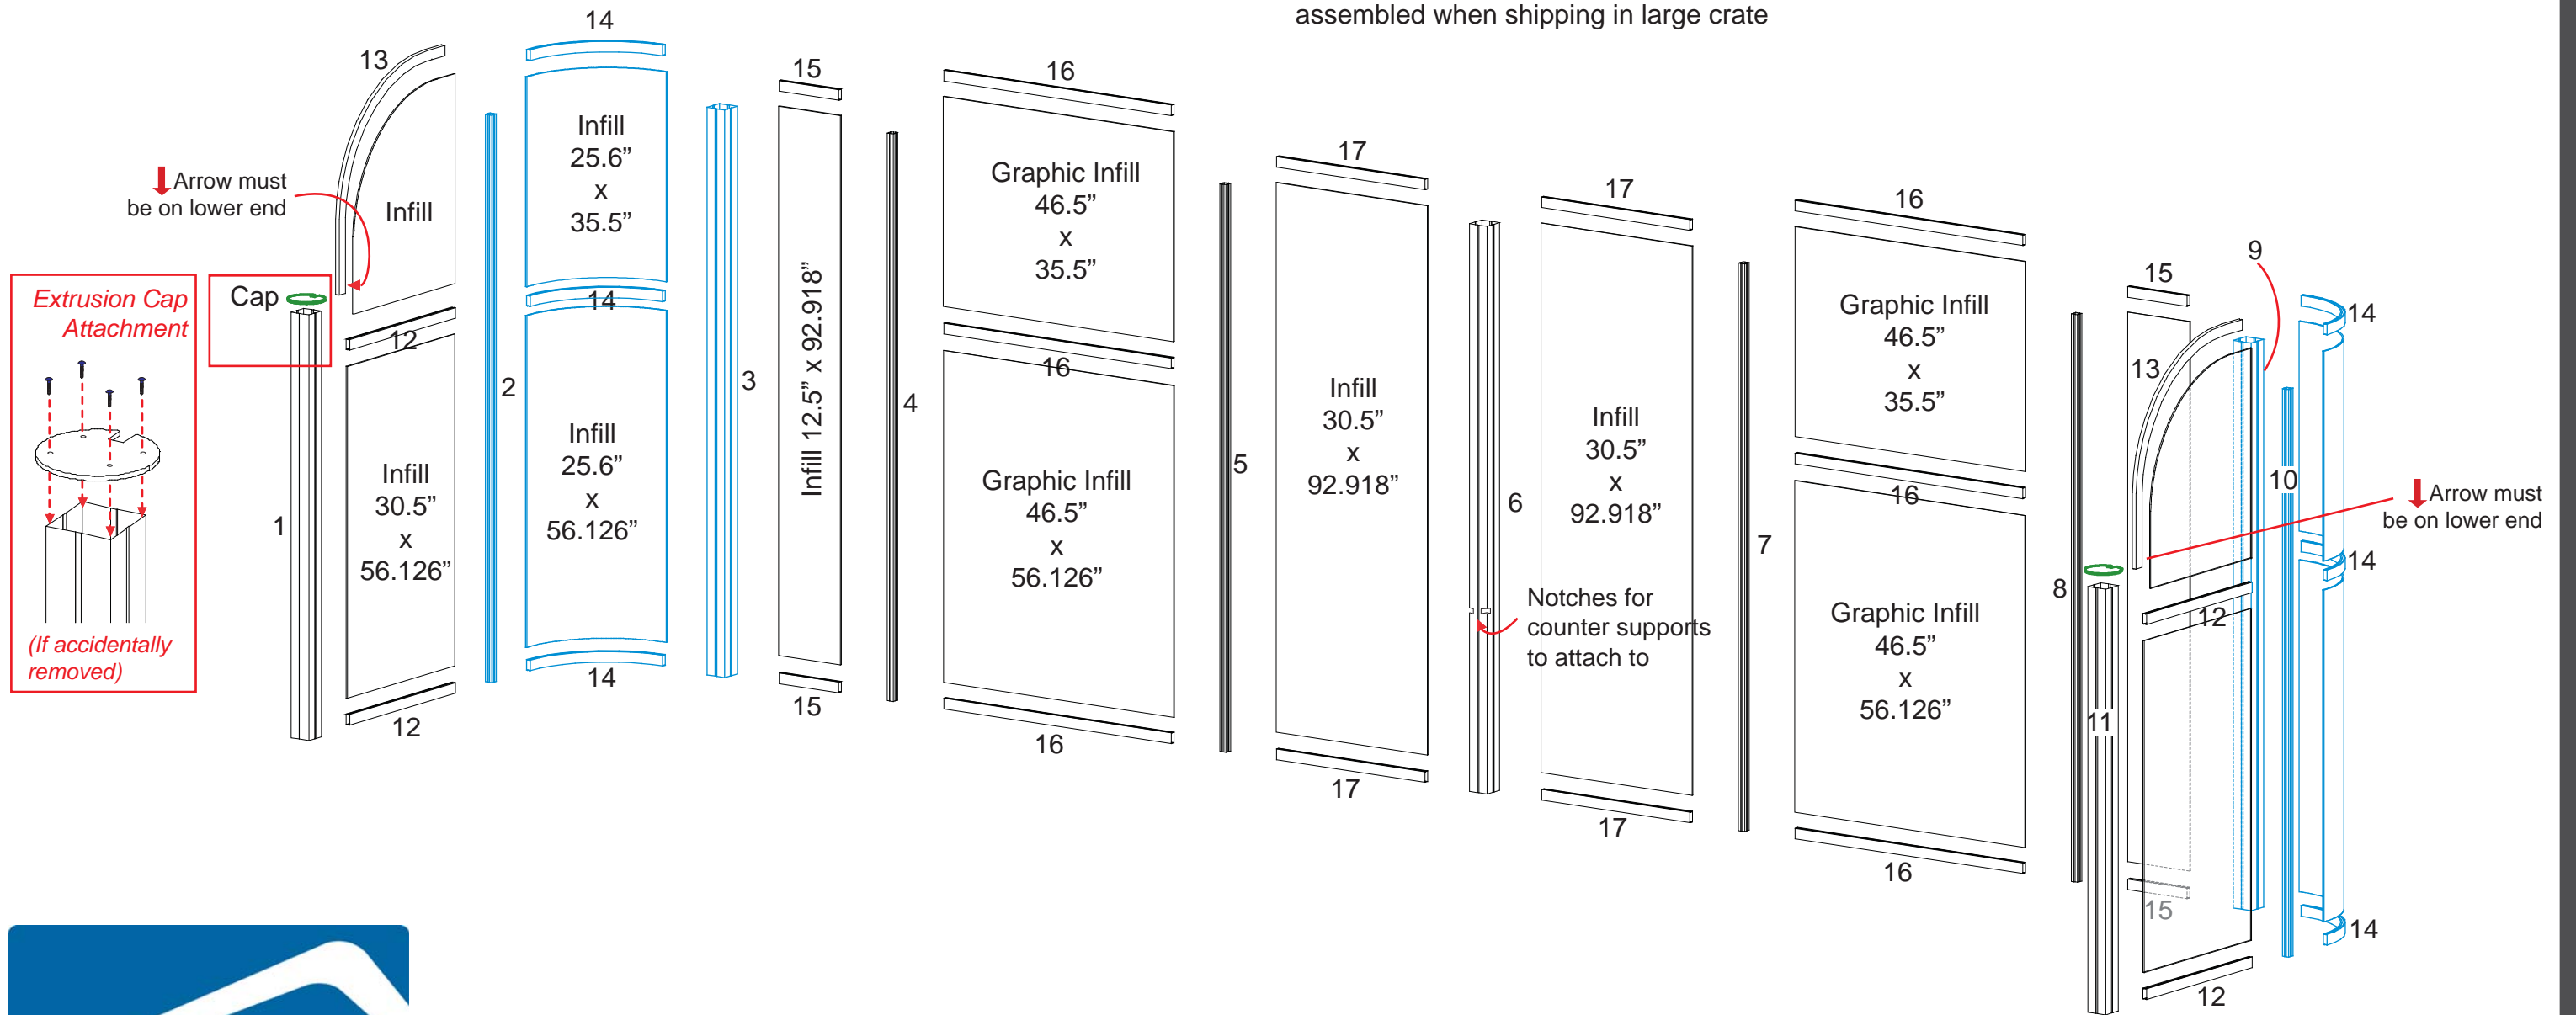 assembled when shipping in large crate
14
13
15
16
Infill
25.6”
x
35.5”
Arrow must
be on lower end
Infill
Graphic Infill
46.5”
x
35.5”
17
17
16
9
15
14
Extrusion Cap
Attachment
Cap
12
14
Infill 12.5” x 92.918”
16
Graphic Infill
46.5”
x
35.5”
13
1
2
3
4
5
6
7
8
10
11
Infill
30.5”
x
56.126”
Infill
25.6”
x
56.126”
Graphic Infill
46.5”
x
56.126”
Infill
30.5”
x
92.918”
Infill
30.5”
x
92.918”
16
Arrow must
be on lower end
14
12
Notches for
counter supports
to attach to
Graphic Infill
46.5”
x
56.126”
(If accidentally
removed)
12
14
15
16
17
17
16
15
14
12